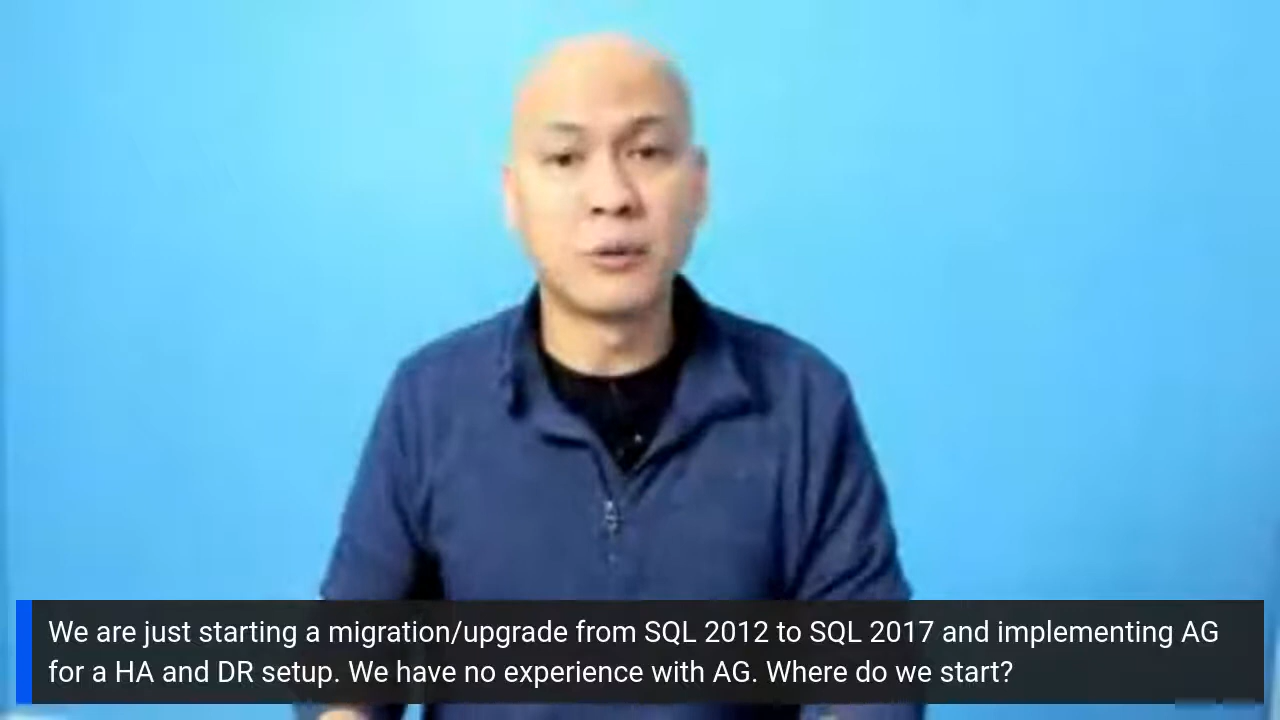 We are just starting a migration/upgrade from SQL 2012 to SQL 2017 and implementing AG
for a HA and DR setup. We have no experience with AG. Where do we start?